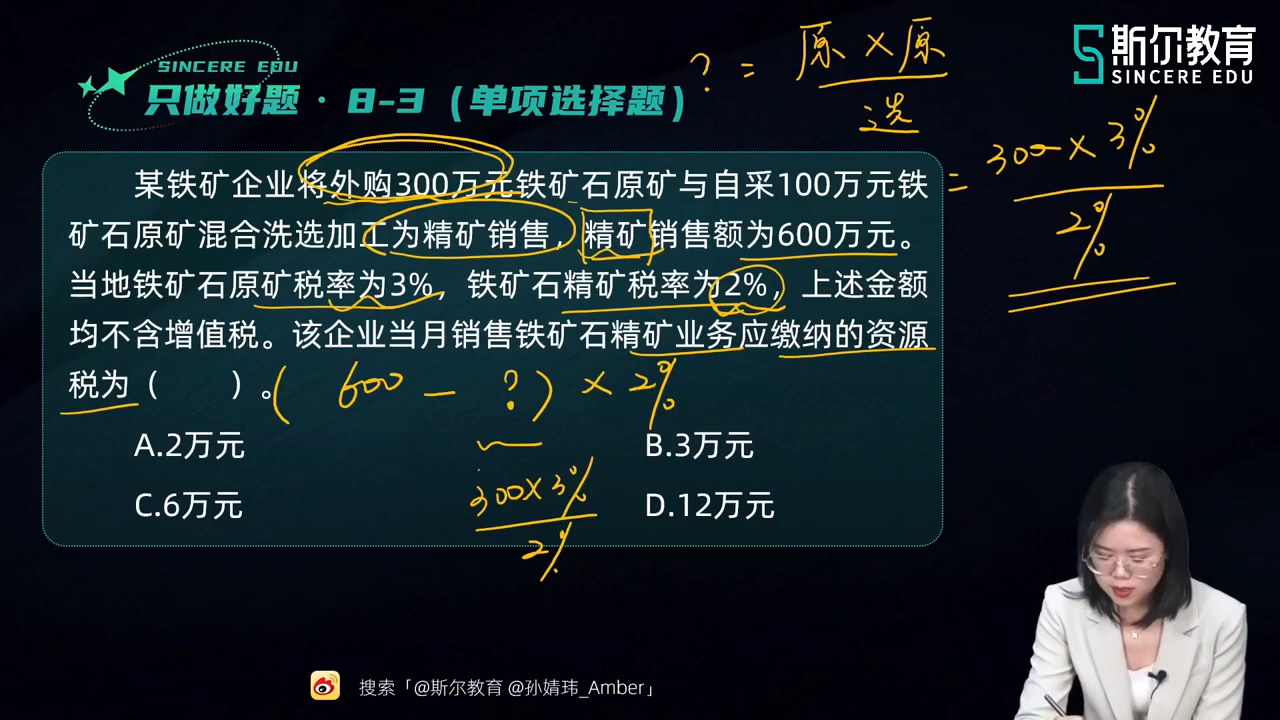 SINCERE EDU
只做好题·8-3（单项选择题）
? = 原×原
选
斯尔教育
SINCERE EDU
= 300×3%
2%
某铁矿企业将外购300万元铁矿石原矿与自采100万元铁
矿石原矿混合洗选加工为精矿销售，精矿销售额为600万元。
当地铁矿石原矿税率为3%，铁矿石精矿税率为2%，上述金额
均不含增值税。该企业当月销售铁矿石精矿业务应缴纳的资源
税为（　　）。
( 600 - ? ) × 2%
A.2万元
B.3万元
300×3%
2%
C.6万元
D.12万元
搜索「@斯尔教育 @孙婧玮_Amber」